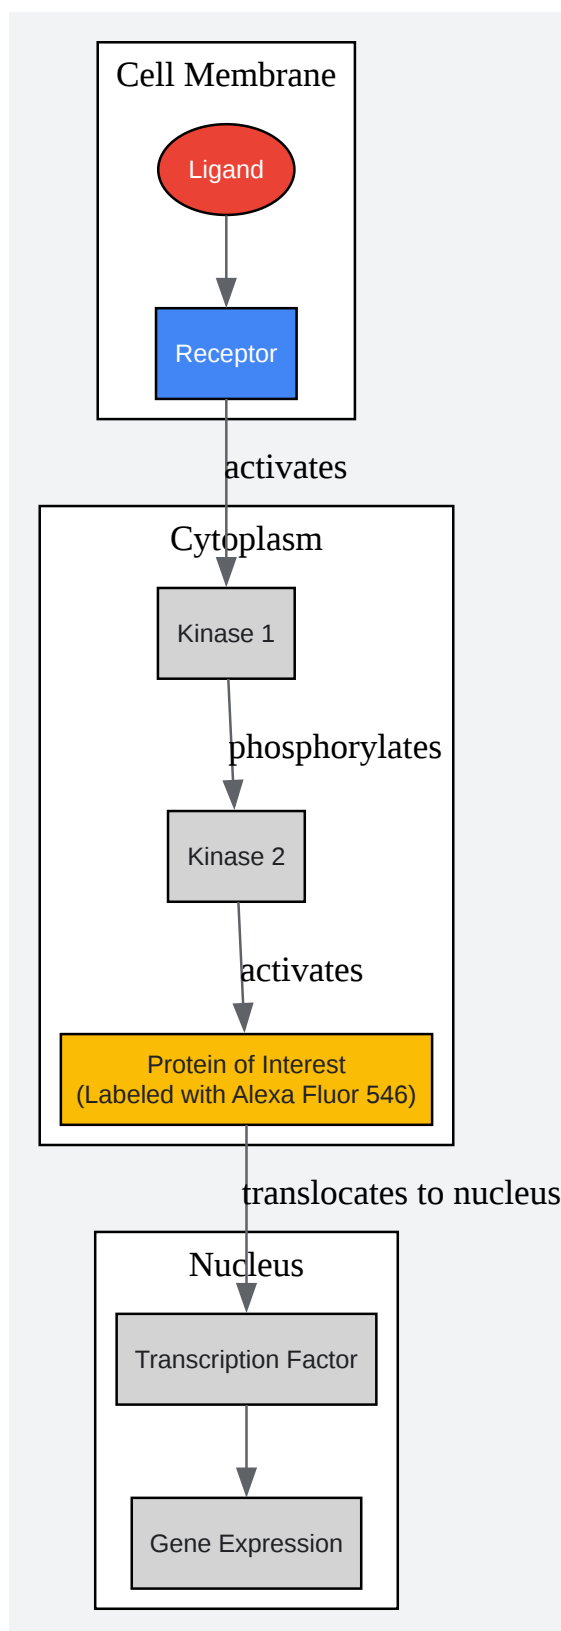 Cell Membrane
Ligand
Receptor
activates
Cytoplasm
Kinase 1
phosphorylates
Kinase 2
activates
Protein of Interest
(Labeled with Alexa Fluor 546)
translocates to nucleus
Nucleus
Transcription Factor
Gene Expression